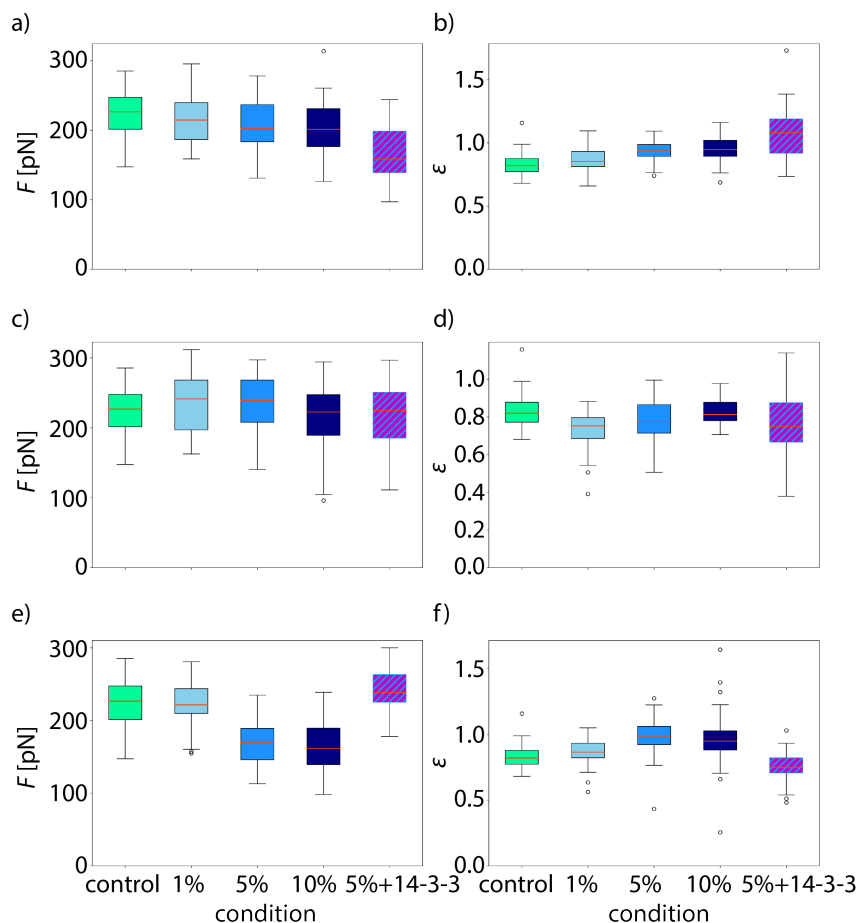 a)
b)
300
200
100
0
F [pN]
1.5
1.0
0.5
0.0
ε
c)
d)
300
200
100
0
F [pN]
1.0
0.8
0.6
0.4
0.2
0.0
ε
e)
f)
300
200
100
0
F [pN]
1.5
1.0
0.5
0.0
ε
control 1% 5% 10% 5%+14-3-3
control 1% 5% 10% 5%+14-3-3
condition
condition